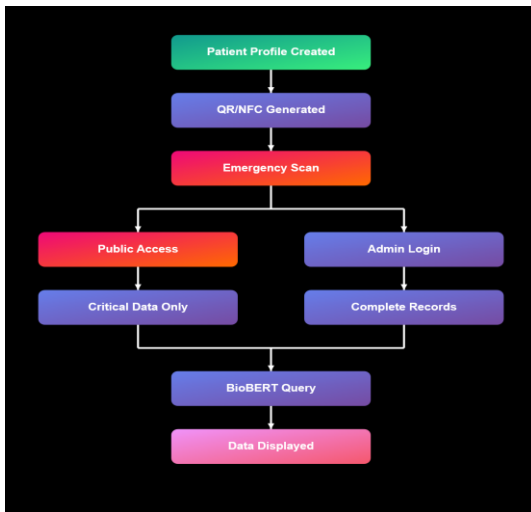 Patient Profile Created
QR/NFC Generated
Emergency Scan
Public Access
Admin Login
Critical Data Only
Complete Records
BioBERT Query
Data Displayed